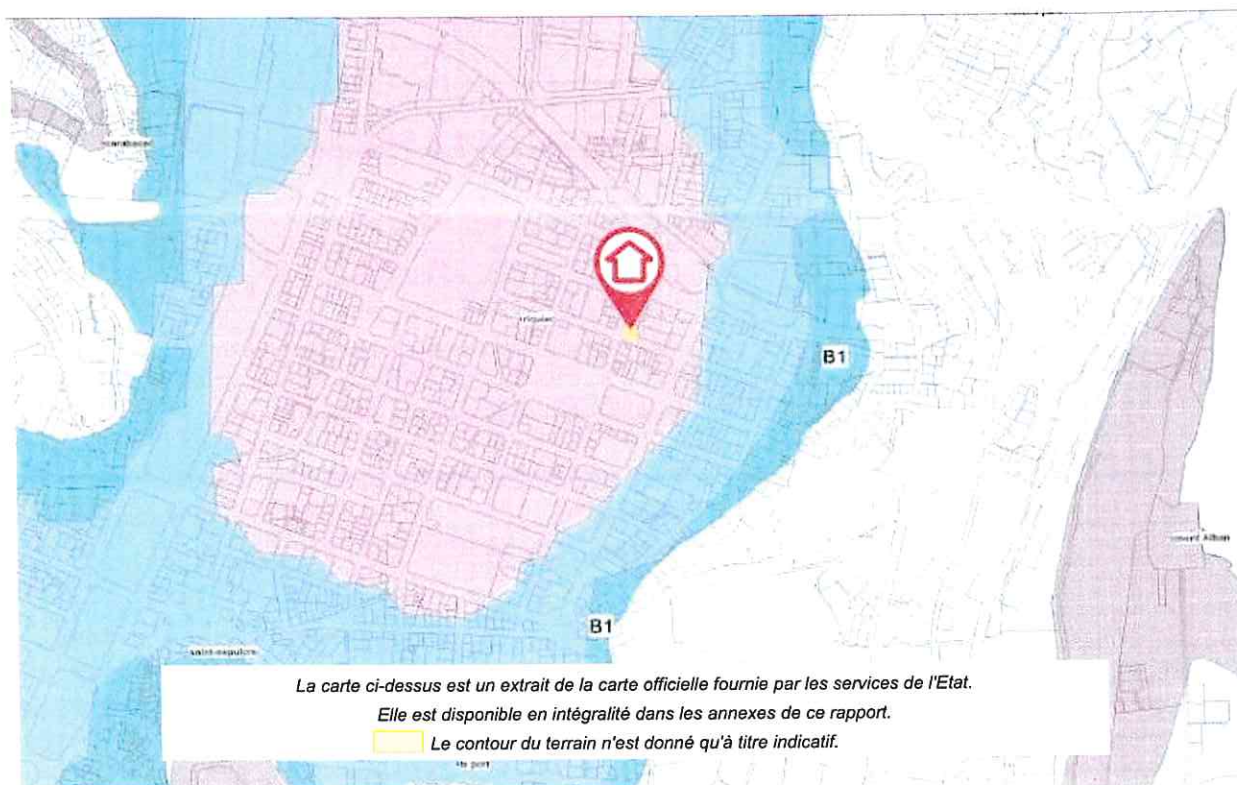 B1
B1
La carte ci-dessus est un extrait de la carte officielle fournie par les services de l'Etat.
Elle est disponible en intégralité dans les annexes de ce rapport.
Le contour du terrain n'est donné qu'à titre indicatif.